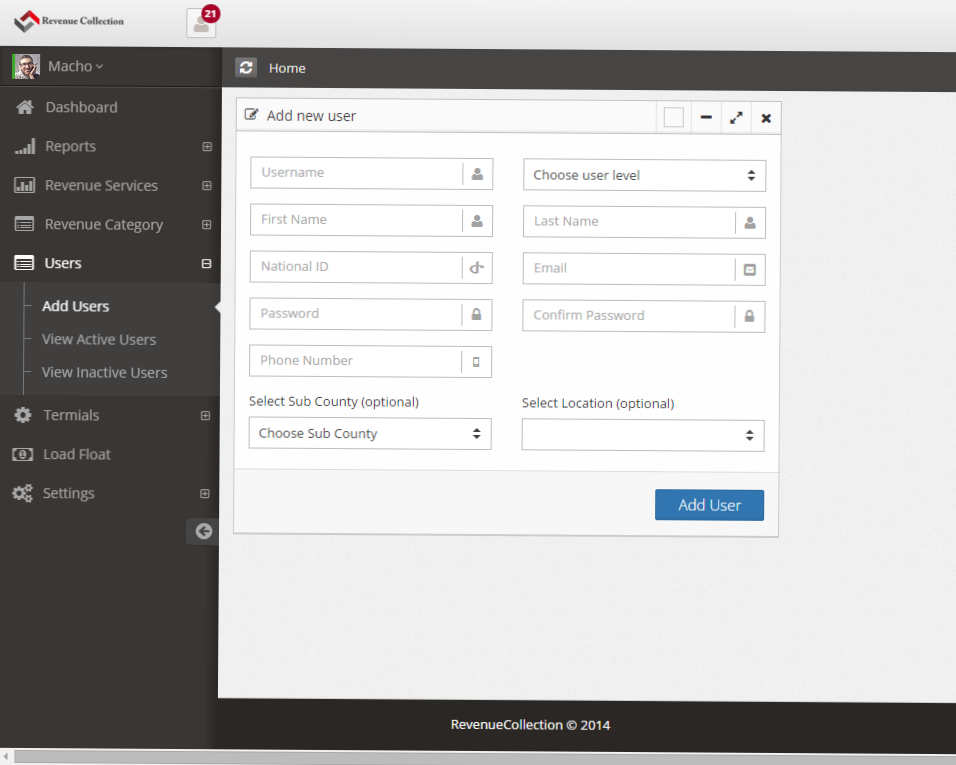 Revenue Collection
21
Macho
Home
Dashboard
Reports
Revenue Services
Revenue Category
Users
Add Users
View Active Users
View Inactive Users
Termials
Load Float
Settings
Add new user
Username
Choose user level
First Name
Last Name
National ID
Email
Password
Confirm Password
Phone Number
Select Sub County (optional)
Select Location (optional)
Choose Sub County
Add User
RevenueCollection © 2014